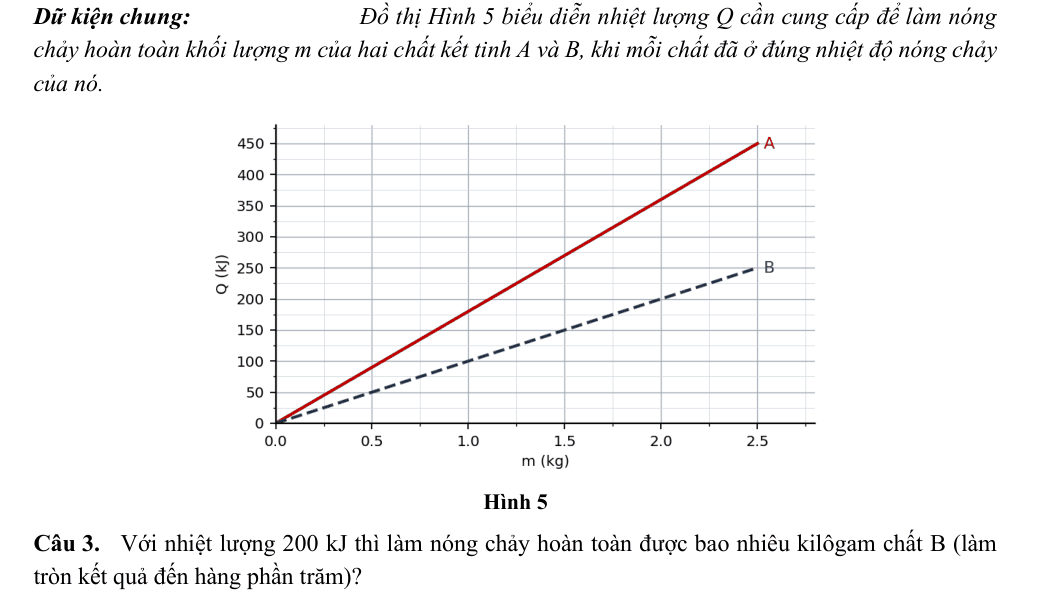 Dữ kiện chung: Đồ thị Hình 5 biểu diễn nhiệt lượng Q cần cung cấp để làm nóng
chảy hoàn toàn khối lượng m của hai chất kết tinh A và B, khi mỗi chất đã ở đúng nhiệt độ nóng chảy
của nó.
450
A
400
350
300
250
B
200
150
100
50
0
Q (kJ)
0.0 0.5 1.0 1.5 2.0 2.5
m (kg)
Hình 5
Câu 3. Với nhiệt lượng 200 kJ thì làm nóng chảy hoàn toàn được bao nhiêu kilôgam chất B (làm
tròn kết quả đến hàng phần trăm)?